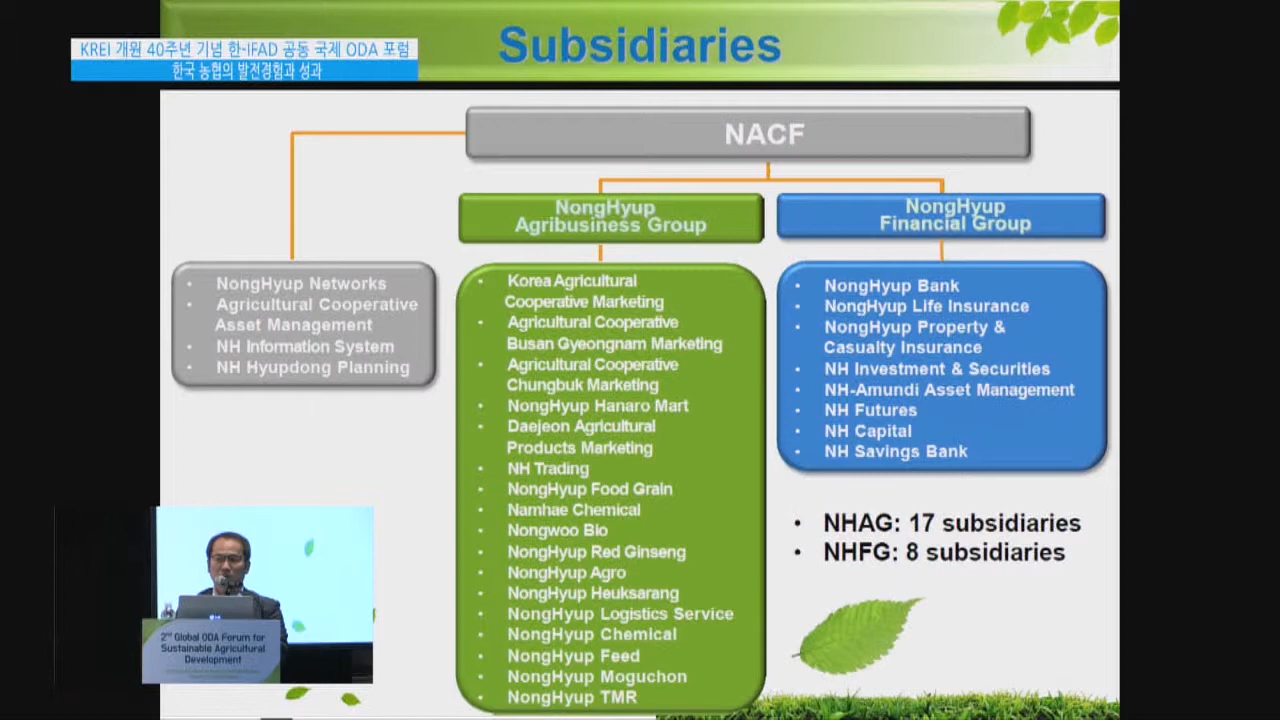 KREI 개원 40주년 기념 한-IFAD 공동 국제 ODA 포럼
한국 농협의 발전경험과 성과
Subsidiaries
NACF
NongHyup
Agribusiness Group
NongHyup
Financial Group
• NongHyup Networks
• Agricultural Cooperative
Asset Management
• NH Information System
• NH Hyupdong Planning
• Korea Agricultural
Cooperative Marketing
• Agricultural Cooperative
Busan Gyeongnam Marketing
• Agricultural Cooperative
Chungbuk Marketing
• NongHyup Hanaro Mart
• Daejeon Agricultural
Products Marketing
• NH Trading
• NongHyup Food Grain
• Namhae Chemical
• Nongwoo Bio
• NongHyup Red Ginseng
• NongHyup Agro
• NongHyup Heuksarang
• NongHyup Logistics Service
• NongHyup Chemical
• NongHyup Feed
• NongHyup Moguchon
• NongHyup TMR
• NongHyup Bank
• NongHyup Life Insurance
• NongHyup Property &
Casualty Insurance
• NH Investment & Securities
• NH-Amundi Asset Management
• NH Futures
• NH Capital
• NH Savings Bank
• NHAG: 17 subsidiaries
• NHFG: 8 subsidiaries
2nd Global ODA Forum for
Sustainable Agricultural
Development